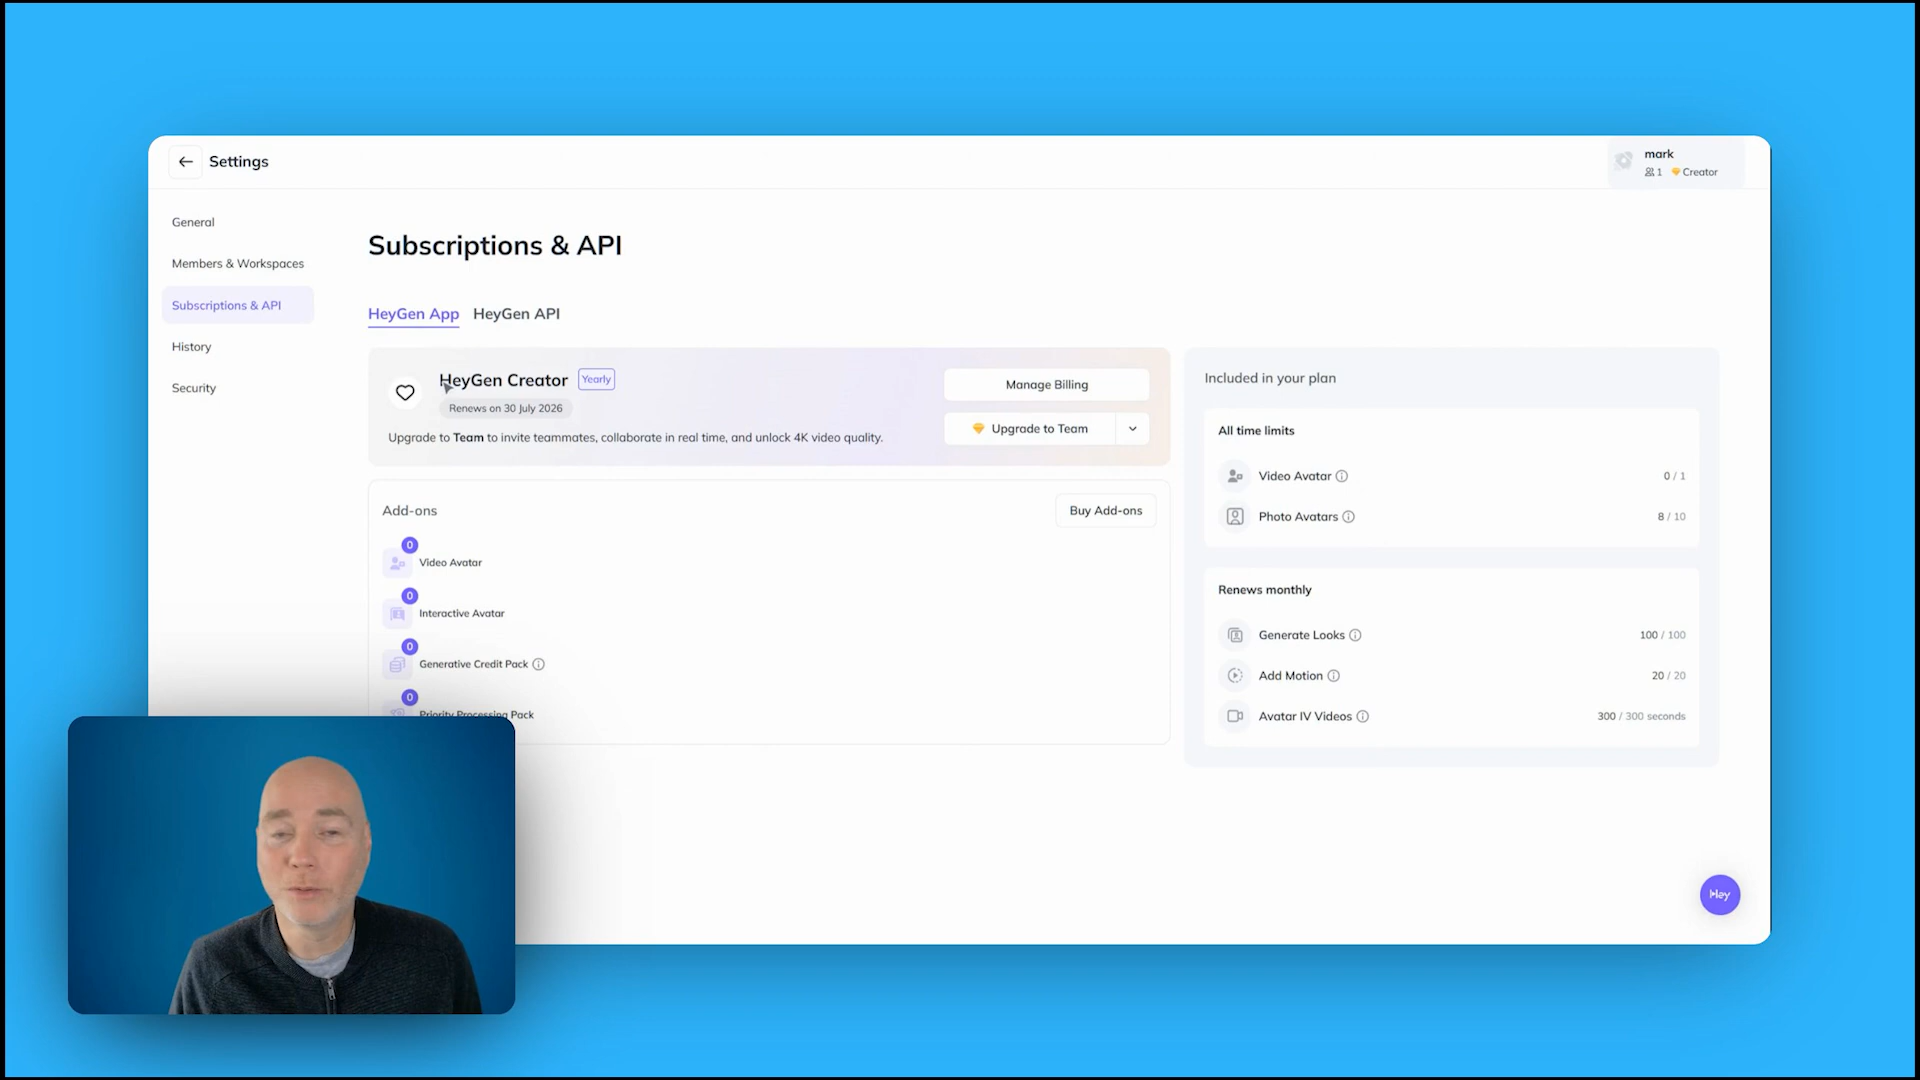 Settings
mark
1 Creator
General
Members & Workspaces
Subscriptions & API
History
Security
Subscriptions & API
HeyGen App HeyGen API
HeyGen Creator Yearly
Renews on 30 July 2026
Upgrade to Team to invite teammates, collaborate in real time, and unlock 4K video quality.
Manage Billing
Upgrade to Team
Add-ons
Buy Add-ons
0
Video Avatar
0
Interactive Avatar
0
Generative Credit Pack
0
Priority Processing Pack
Included in your plan
All time limits
Video Avatar 0 / 1
Photo Avatars 8 / 10
Renews monthly
Generate Looks 100 / 100
Add Motion 20 / 20
Avatar IV Videos 300 / 300 seconds
Hey